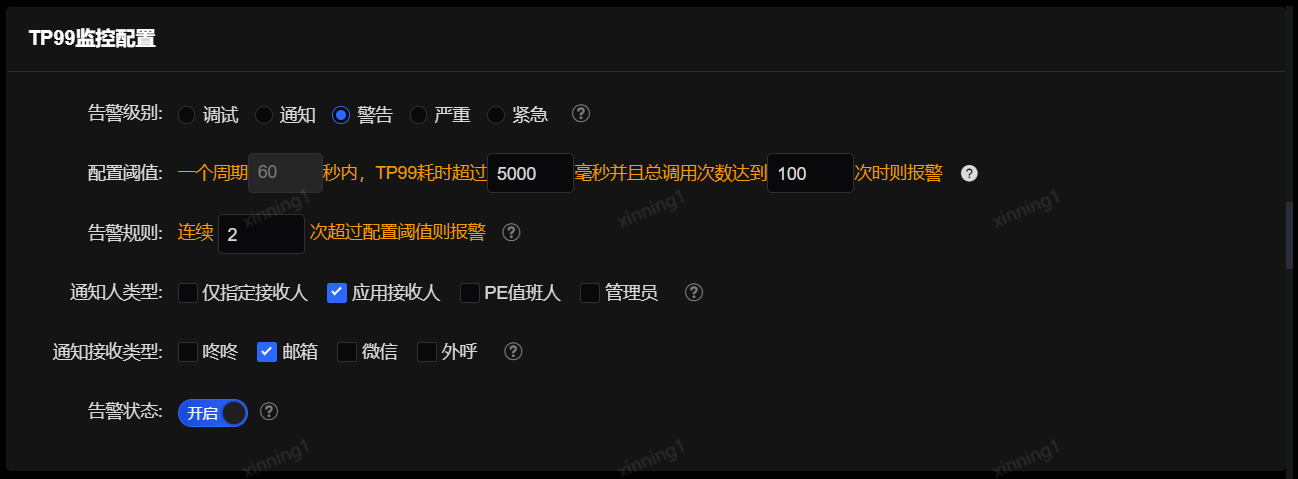 TP99监控配置
告警级别: 调试 通知 警告 严重 紧急 ?
配置阈值: 一个周期 60 秒内，TP99耗时超过 5000 毫秒并且总调用次数达到 100 次时则报警 ?
xinning1 xinning1 xinning1
告警规则: 连续 2 次超过配置阈值则报警 ?
通知人类型: 仅指定接收人 应用接收人 PE值班人 管理员 ?
通知接收类型: 咚咚 邮箱 微信 外呼 ?
告警状态: 开启 ?
xinning1 xinning1 xinning1